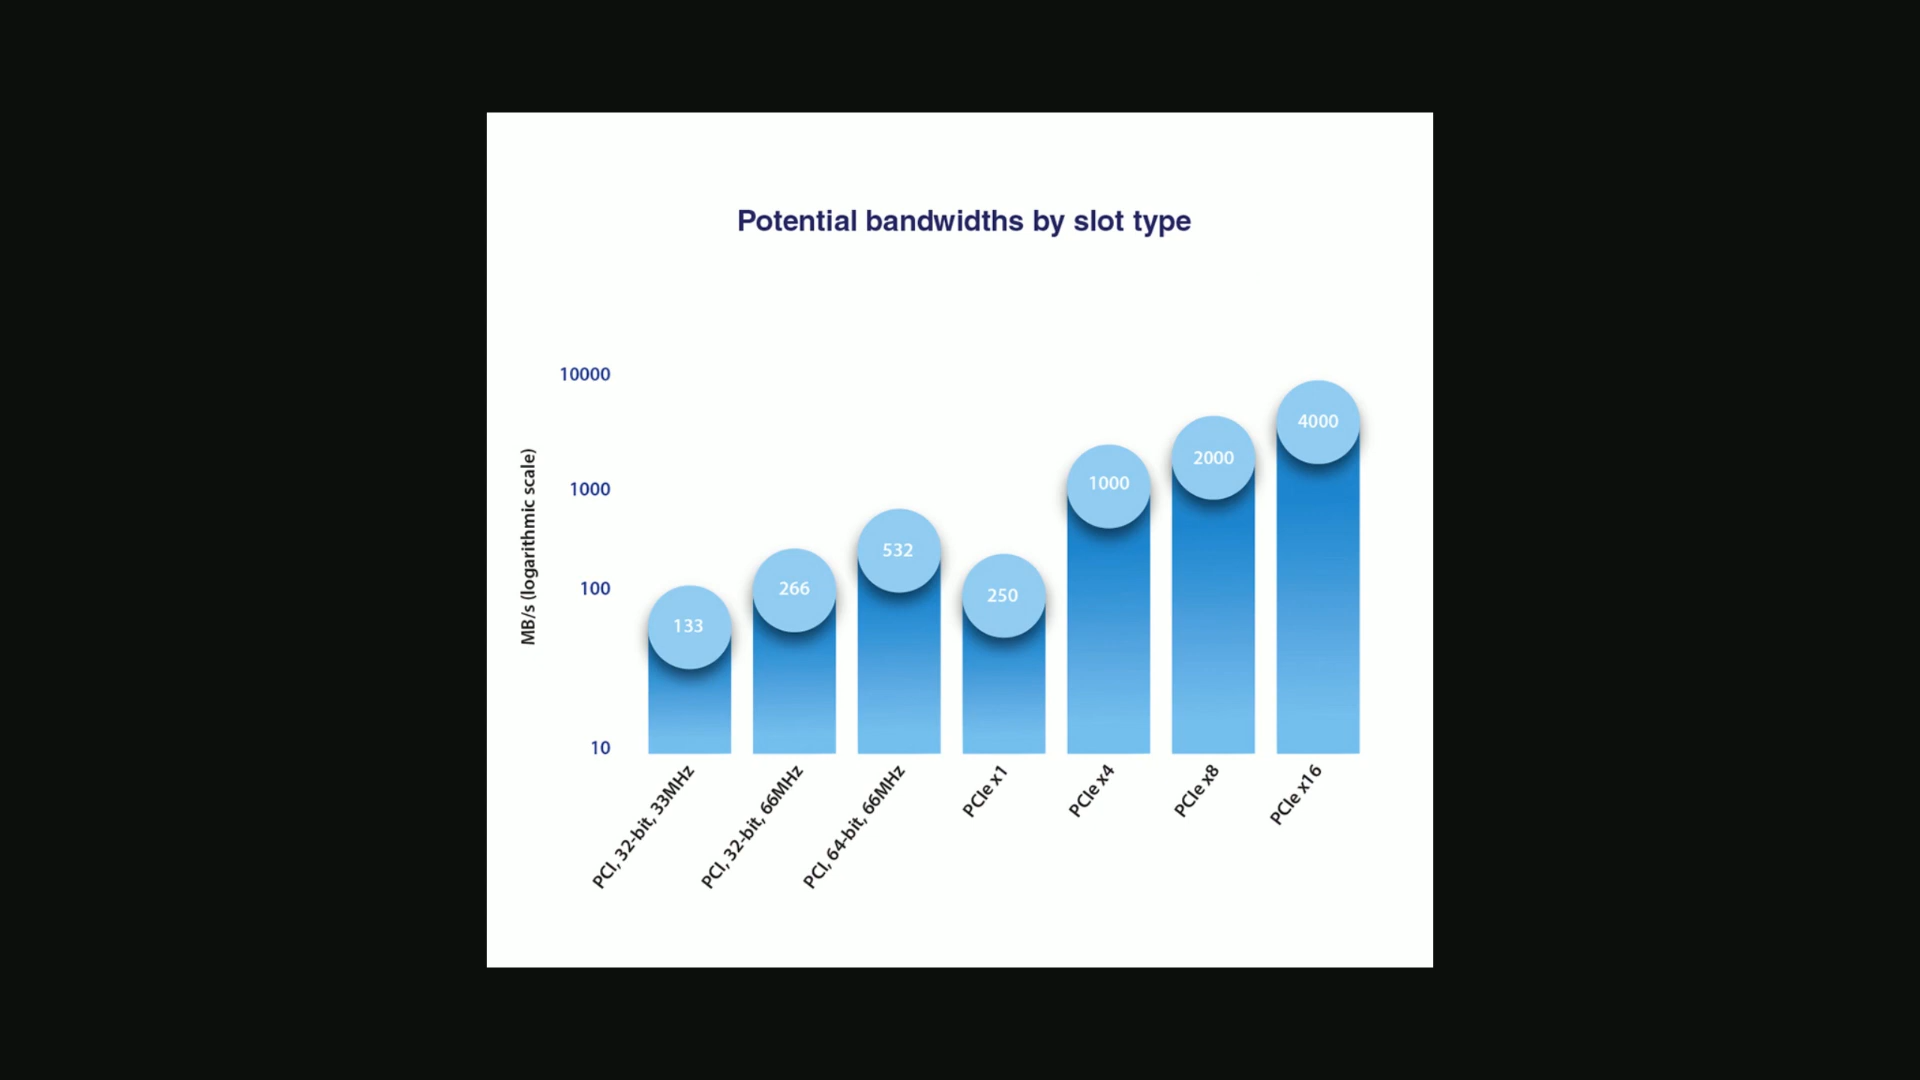 Potential bandwidths by slot type
MB/s (logarithmic scale)
10000
1000
100
10
133
266
532
250
1000
2000
4000
PCI, 32-bit, 33MHz
PCI, 32-bit, 66MHz
PCI, 64-bit, 66MHz
PCIe x1
PCIe x4
PCIe x8
PCIe x16